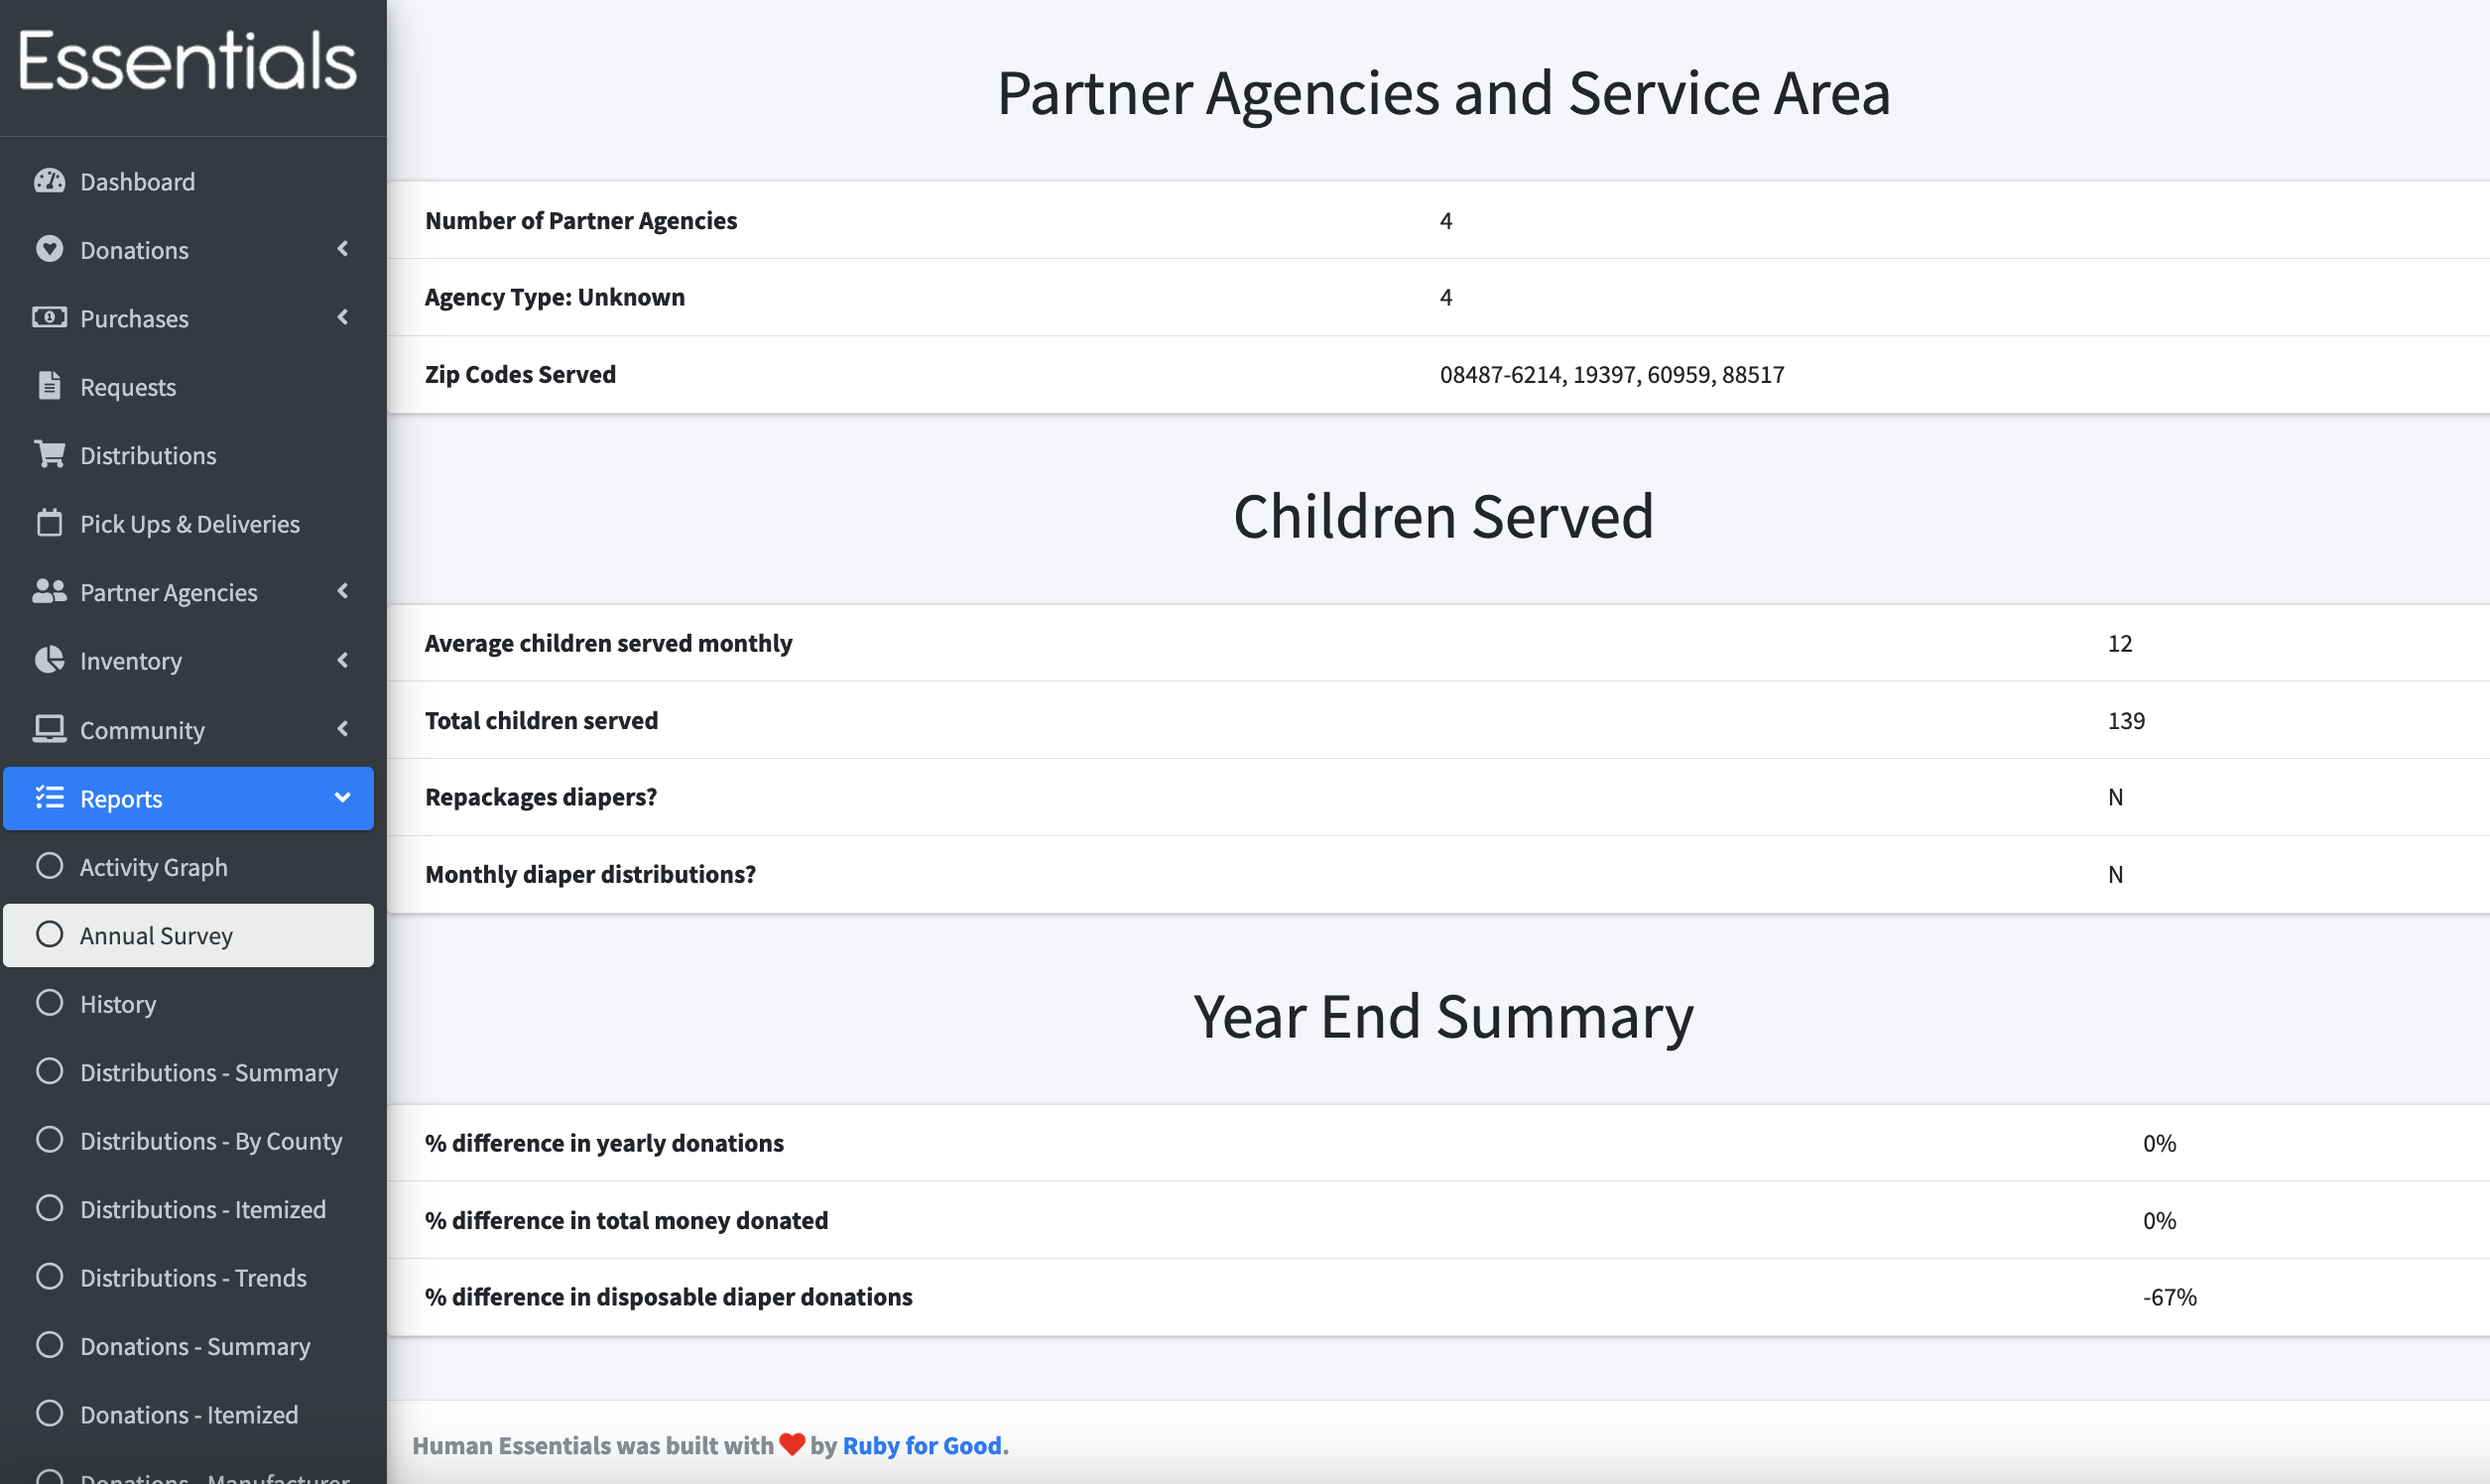 Essentials
Dashboard
Donations
Purchases
Requests
Distributions
Pick Ups & Deliveries
Partner Agencies
Inventory
Community
Reports
Activity Graph
Annual Survey
History
Distributions - Summary
Distributions - By County
Distributions - Itemized
Distributions - Trends
Donations - Summary
Donations - Itemized
Donations - Manufacturer
Partner Agencies and Service Area
Number of Partner Agencies 4
Agency Type: Unknown 4
Zip Codes Served 08487-6214, 19397, 60959, 88517
Children Served
Average children served monthly 12
Total children served 139
Repackages diapers? N
Monthly diaper distributions? N
Year End Summary
% difference in yearly donations 0%
% difference in total money donated 0%
% difference in disposable diaper donations -67%
Human Essentials was built with ❤ by Ruby for Good.